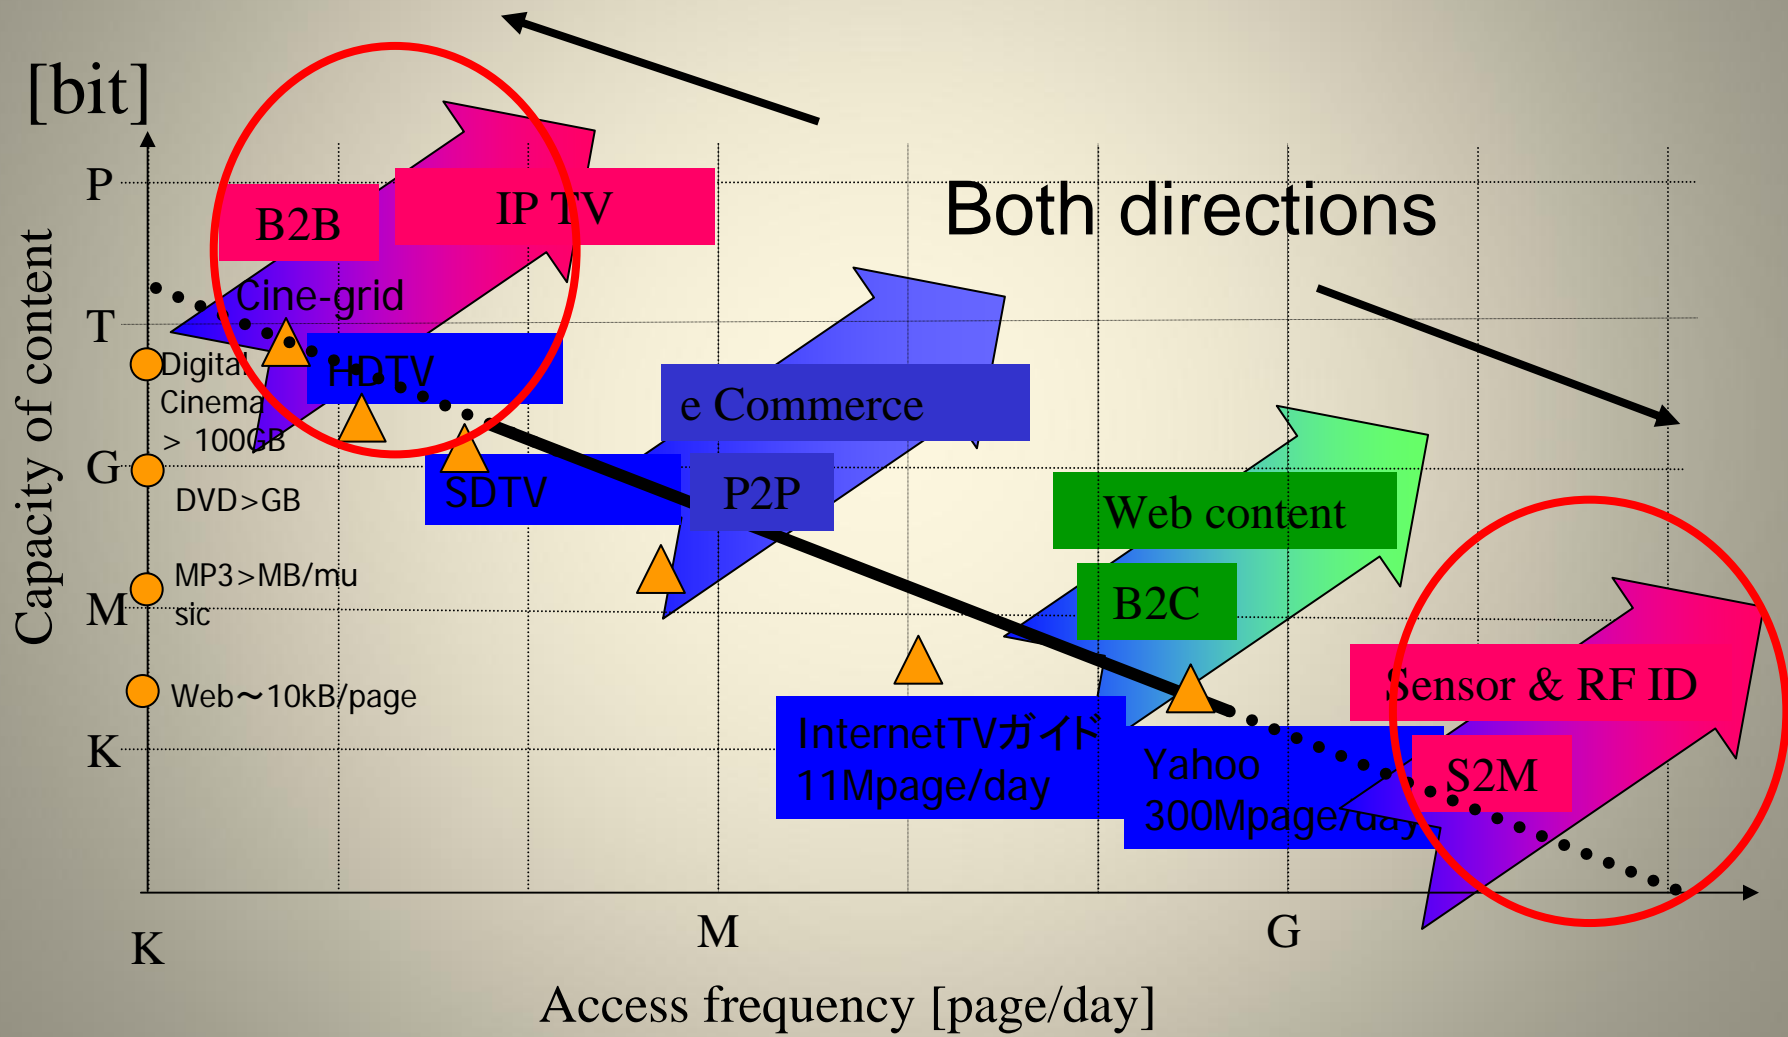 [bit]
P
B2B
IP TV
Both directions
Cine-grid
T
HDTV
Digital
Cinema
> 100GB
e Commerce
G
SDTV
DVD>GB
P2P
Web content
MP3>MB/mu
sic
M
B2C
Web～10kB/page
Sensor & RF ID
K
InternetTVガイド
11Mpage/day
Yahoo
300Mpage/day
S2M
Capacity of content
K
M
G
Access frequency [page/day]